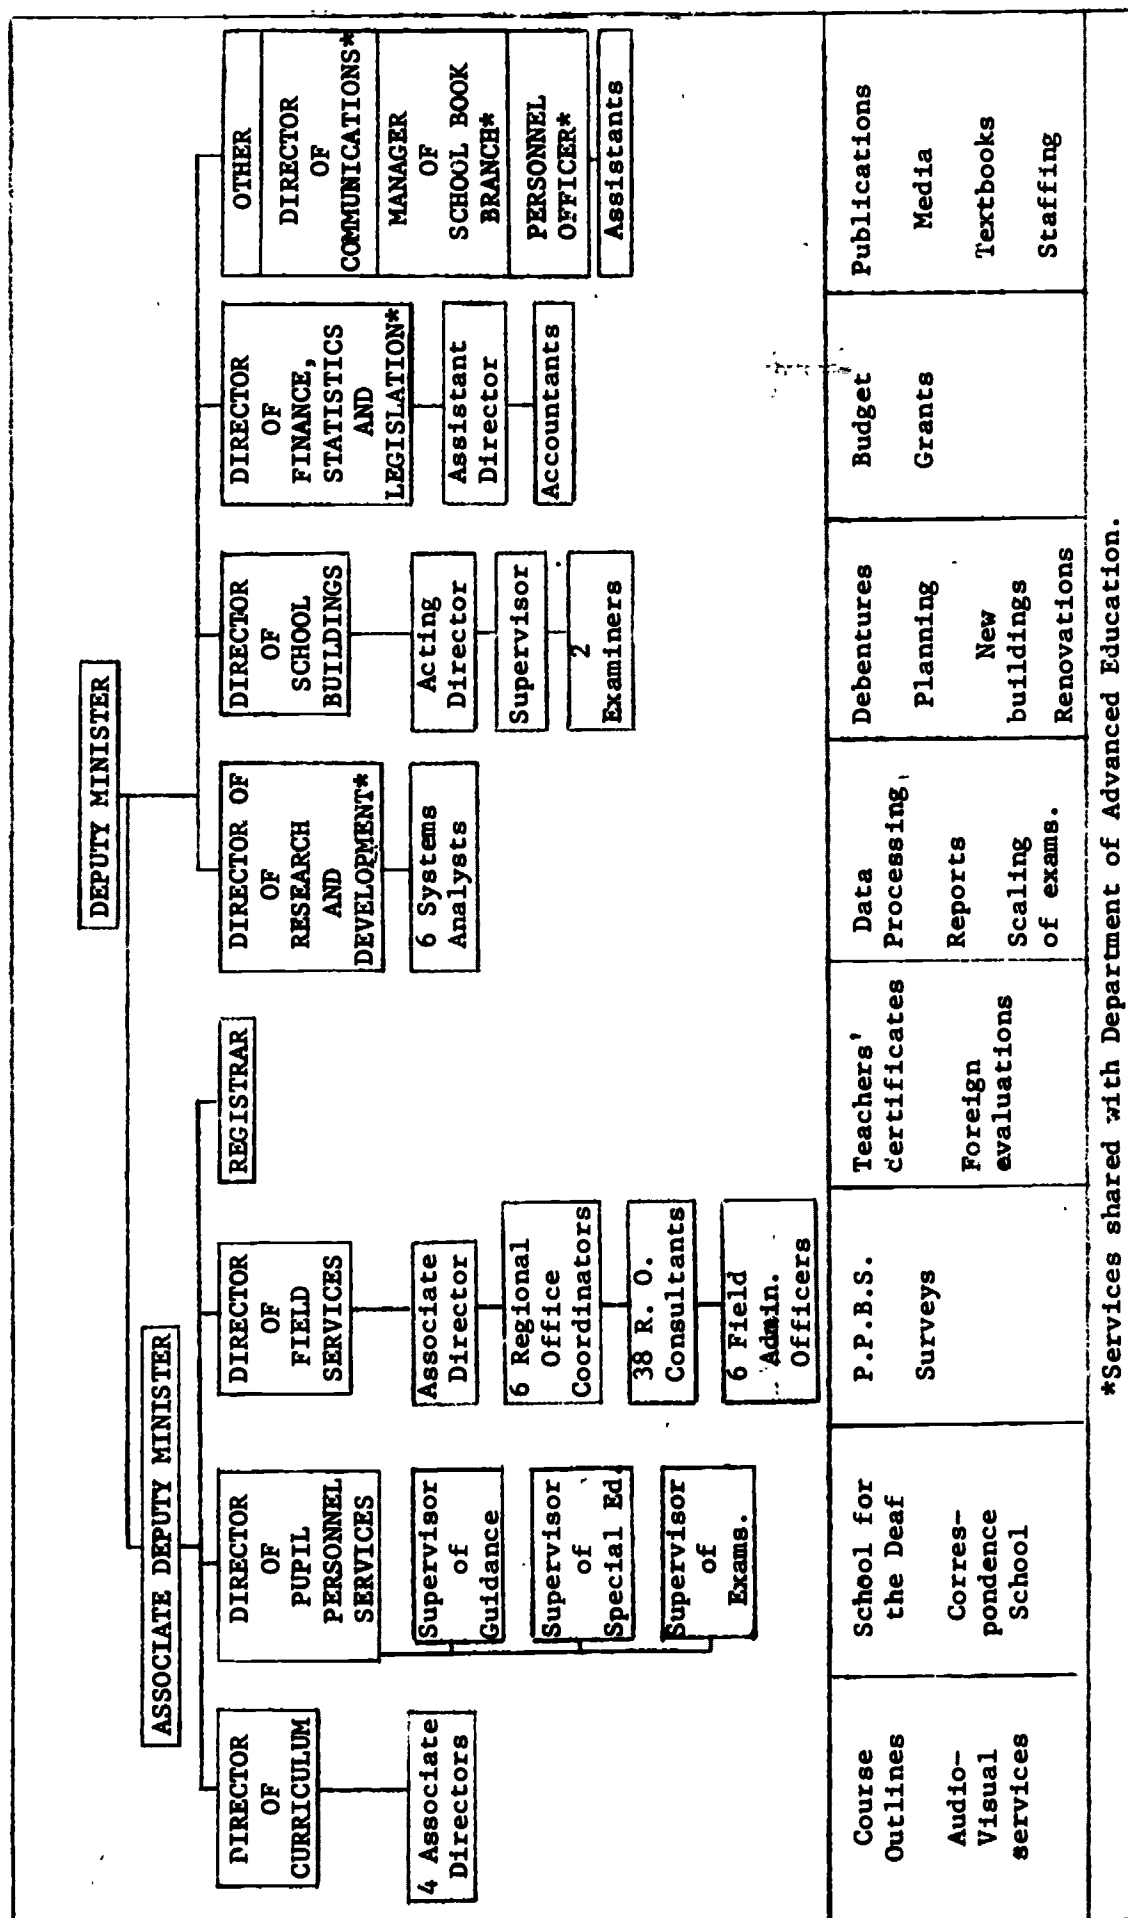 DEPUTY MINISTER
ASSOCIATE DEPUTY MINISTER
DIRECTOR
OF
CURRICULUM
4 Associate
Directors
DIRECTOR
OF
PUPIL
PERSONNEL
SERVICES
Supervisor
of
Guidance
Supervisor
of
Special Ed.
Supervisor
of
Exams.
DIRECTOR
OF
FIELD
SERVICES
Associate
Director
6 Regional
Office
Coordinators
38 R. O.
Consultants
6 Field
Admin.
Officers
REGISTRAR
DIRECTOR OF
OF
RESEARCH
AND
DEVELOPMENT*
6 Systems
Analysts
DIRECTOR
OF
SCHOOL
BUILDINGS
Acting
Director
Supervisor
2
Examiners
DIRECTOR
OF
FINANCE,
STATISTICS
AND
LEGISLATION*
Assistant
Director
Accountants
OTHER
DIRECTOR
OF
COMMUNICATIONS*
MANAGER
OF
SCHOOL BOOK
BRANCH*
PERSONNEL
OFFICER*
Assistants
Course
Outlines
Audio-
Visual
services
School for
the Deaf
Corres-
pondence
School
P.P.B.S.
Surveys
Teachers'
certificates
Foreign
evaluations
Data
Processing,
Reports
Scaling
of exams.
Debentures
Planning
New
buildings
Renovations
Budget
Grants
Publications
Media
Textbooks
Staffing
*Services shared with Department of Advanced Education.